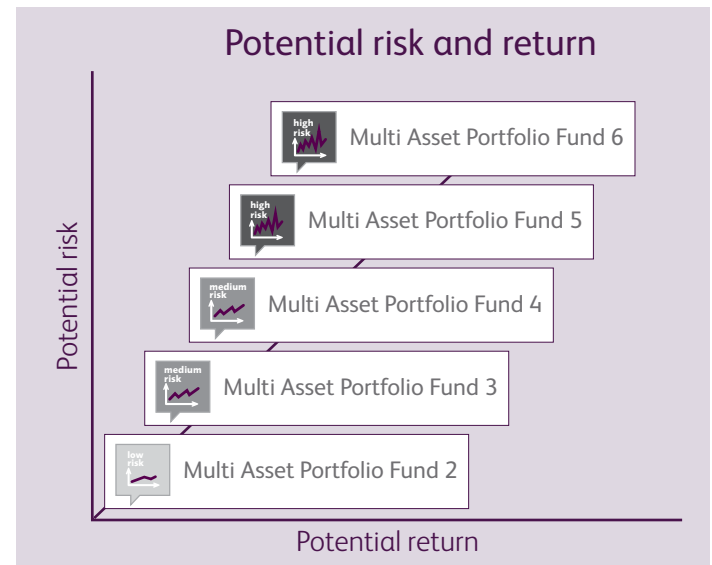 Potential risk and return
Potential risk
high
risk
Multi Asset Portfolio Fund 6
high
risk
Multi Asset Portfolio Fund 5
medium
risk
Multi Asset Portfolio Fund 4
medium
risk
Multi Asset Portfolio Fund 3
low
risk
Multi Asset Portfolio Fund 2
Potential return